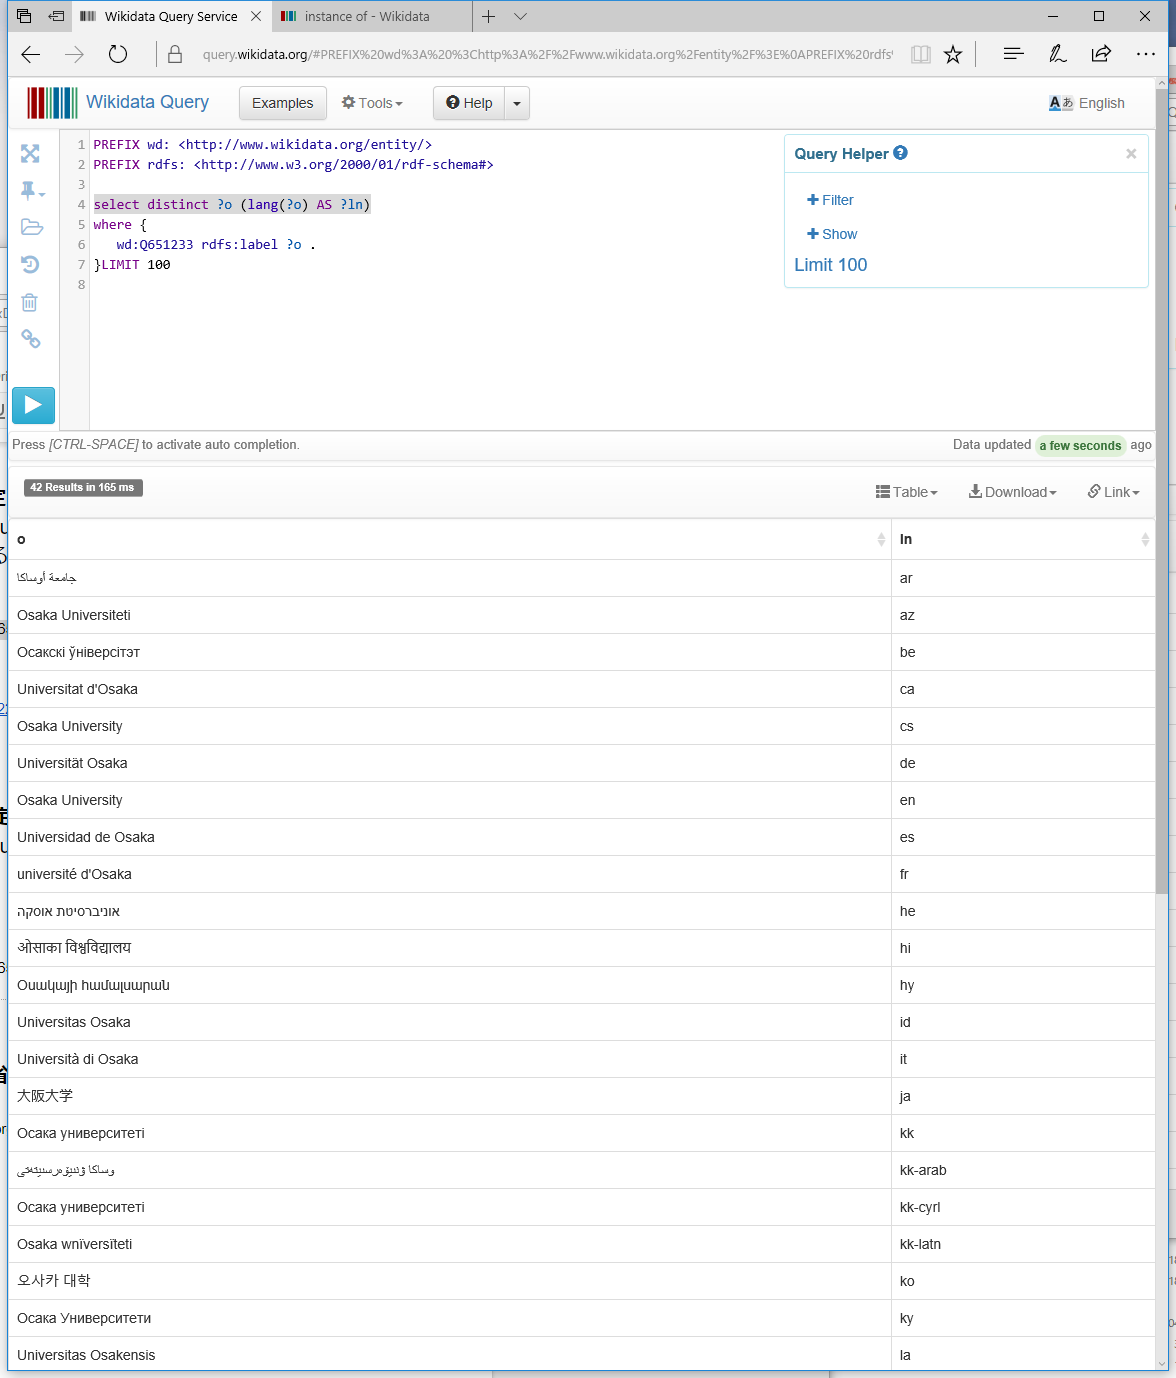 Wikidata Query Service
instance of - Wikidata
query.wikidata.org/#PREFIX%20wd%3A%20%3Chttp%3A%2F%2Fwww.wikidata.org%2Fentity%2F%3E%0APREFIX%20rdfs
Wikidata Query
Examples
Tools
Help
English
1 PREFIX wd: <http://www.wikidata.org/entity/>
2 PREFIX rdfs: <http://www.w3.org/2000/01/rdf-schema#>
3
4 select distinct ?o (lang(?o) AS ?ln)
5 where {
6 wd:Q651233 rdfs:label ?o .
7 }LIMIT 100
8
Query Helper
Filter
Show
Limit 100
Press [CTRL-SPACE] to activate auto completion.
Data updated a few seconds ago
42 Results in 165 ms
Table
Download
Link
o ln
جامعة أوساكا ar
Osaka Universiteti az
Осакскі ўніверсітэт be
Universitat d'Osaka ca
Osaka University cs
Universität Osaka de
Osaka University en
Universidad de Osaka es
université d'Osaka fr
אוניברסיטת אוסקה he
ओसाका विश्वविद्यालय hi
Օսակայի համալսարան hy
Universitas Osaka id
Università di Osaka it
大阪大学 ja
Осака университеті kk
وساكا ۋنىيۆەرسىيتەتى kk-arab
Осака университеті kk-cyrl
Osaka wnïversïteti kk-latn
오사카 대학 ko
Осака Университети ky
Universitas Osakensis la